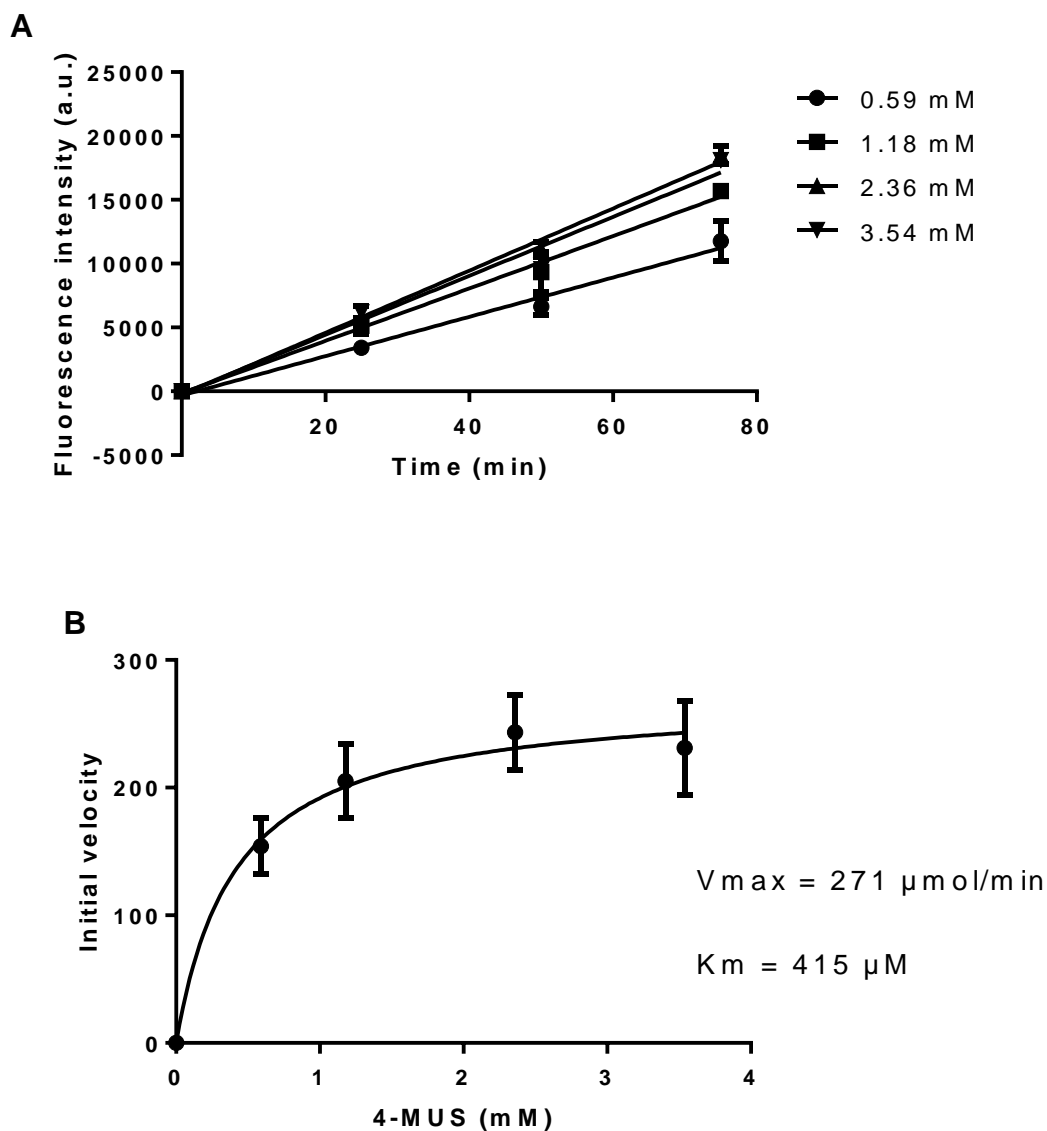 A
Fluorescence intensity (a.u.)
25000
20000
15000
10000
5000
0
-5000
20 40 60 80
Time (min)
0.59 mM
1.18 mM
2.36 mM
3.54 mM
B
Initial velocity
300
200
100
0
0 1 2 3 4
4-MUS (mM)
Vmax = 271 µmol/min
Km = 415 µM